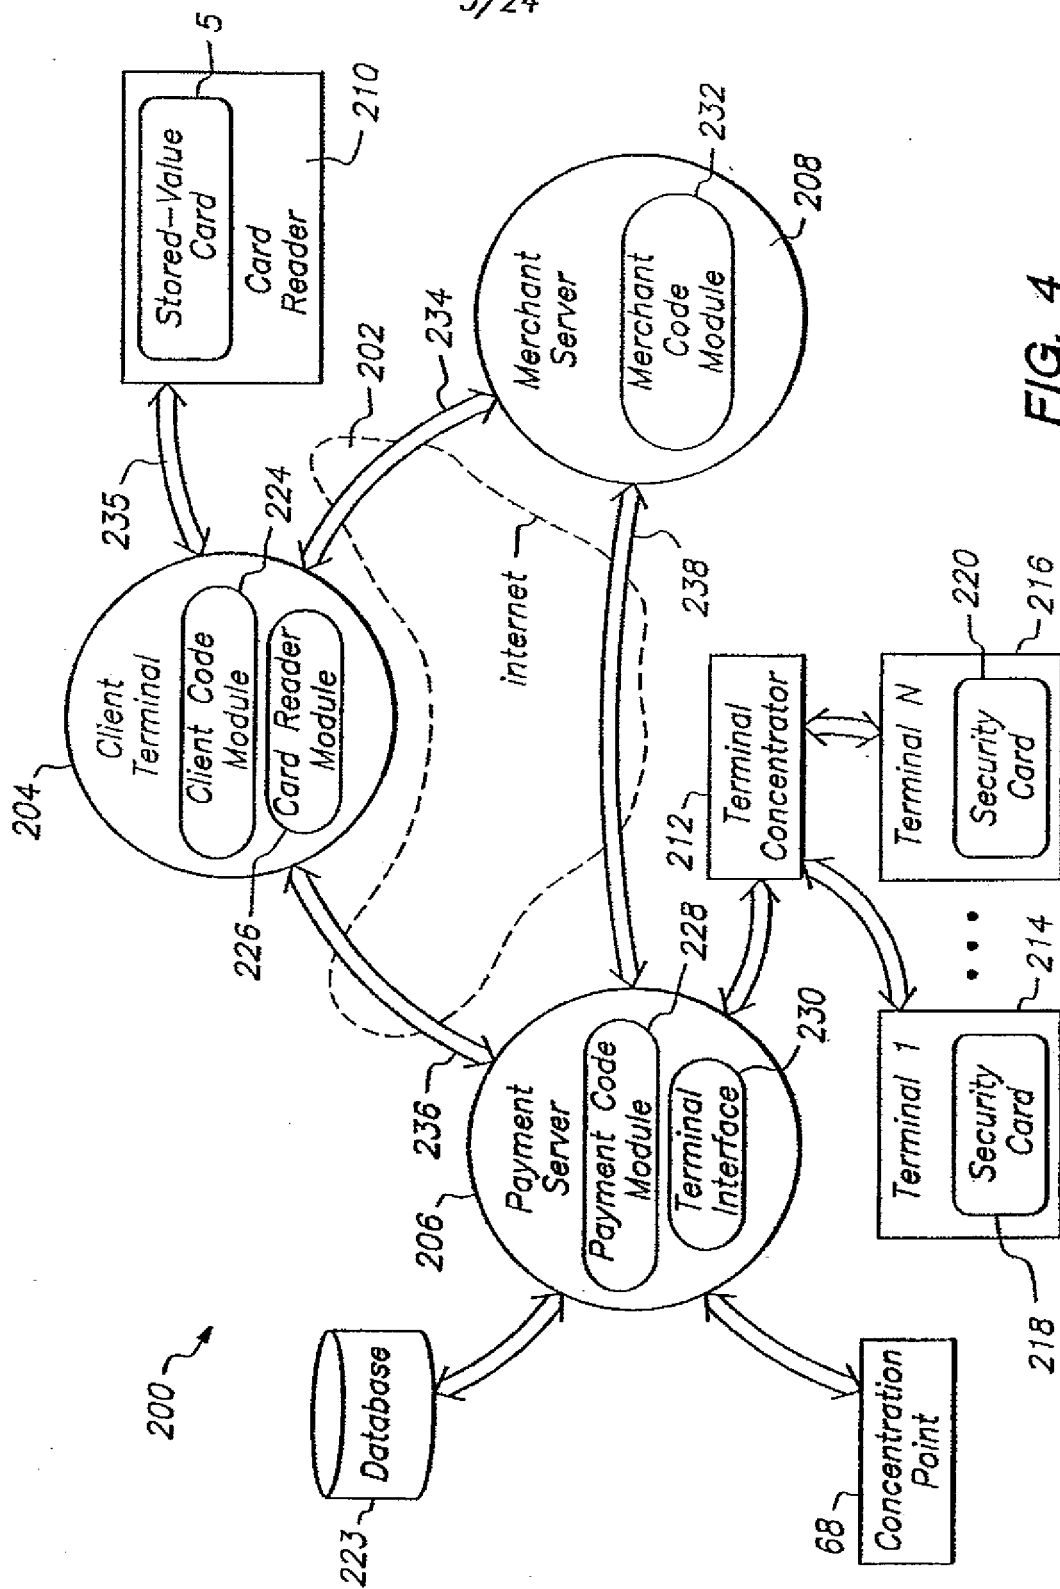 3/24
200
204
Client
Terminal
Client Code
Module
224
Card Reader
Module
226
235
Stored-Value
Card
5
Card
Reader
210
202
234
internet
236
238
Payment
Server
206
Payment Code
Module
228
Terminal
Interface
230
Database
223
Concentration
Point
68
Merchant
Server
Merchant
Code
Module
232
208
212
Terminal
Concentrator
Terminal 1
Security
Card
218
214
Terminal N
Security
Card
220
216
FIG. 4